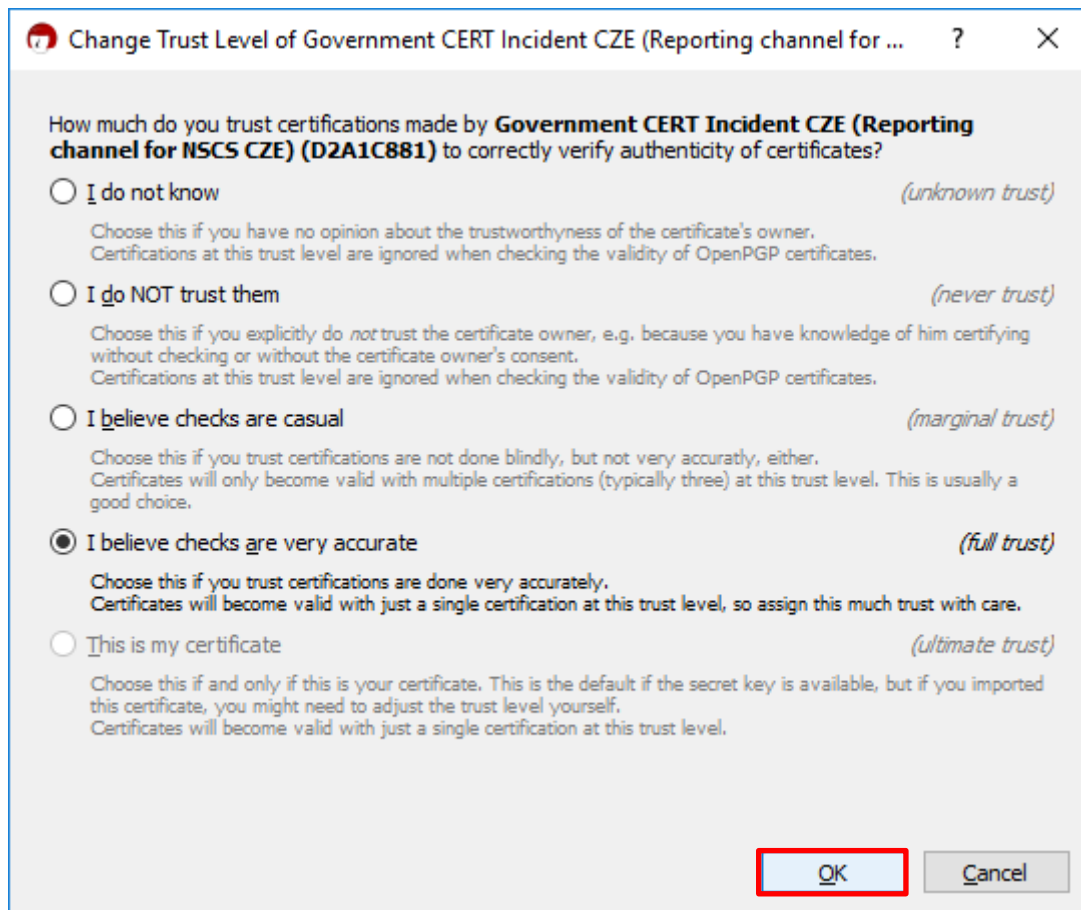 Change Trust Level of Government CERT Incident CZE (Reporting channel for ... ?
How much do you trust certifications made by Government CERT Incident CZE (Reporting
channel for NSCS CZE) (D2A1C881) to correctly verify authenticity of certificates?
I do not know (unknown trust)
Choose this if you have no opinion about the trustworthyness of the certificate's owner.
Certifications at this trust level are ignored when checking the validity of OpenPGP certificates.
I do NOT trust them (never trust)
Choose this if you explicitly do not trust the certificate owner, e.g. because you have knowledge of him certifying
without checking or without the certificate owner's consent.
Certifications at this trust level are ignored when checking the validity of OpenPGP certificates.
I believe checks are casual (marginal trust)
Choose this if you trust certifications are not done blindly, but not very accuratly, either.
Certificates will only become valid with multiple certifications (typically three) at this trust level. This is usually a
good choice.
I believe checks are very accurate (full trust)
Choose this if you trust certifications are done very accurately.
Certificates will become valid with just a single certification at this trust level, so assign this much trust with care.
This is my certificate (ultimate trust)
Choose this if and only if this is your certificate. This is the default if the secret key is available, but if you imported
this certificate, you might need to adjust the trust level yourself.
Certificates will become valid with just a single certification at this trust level.
OK Cancel